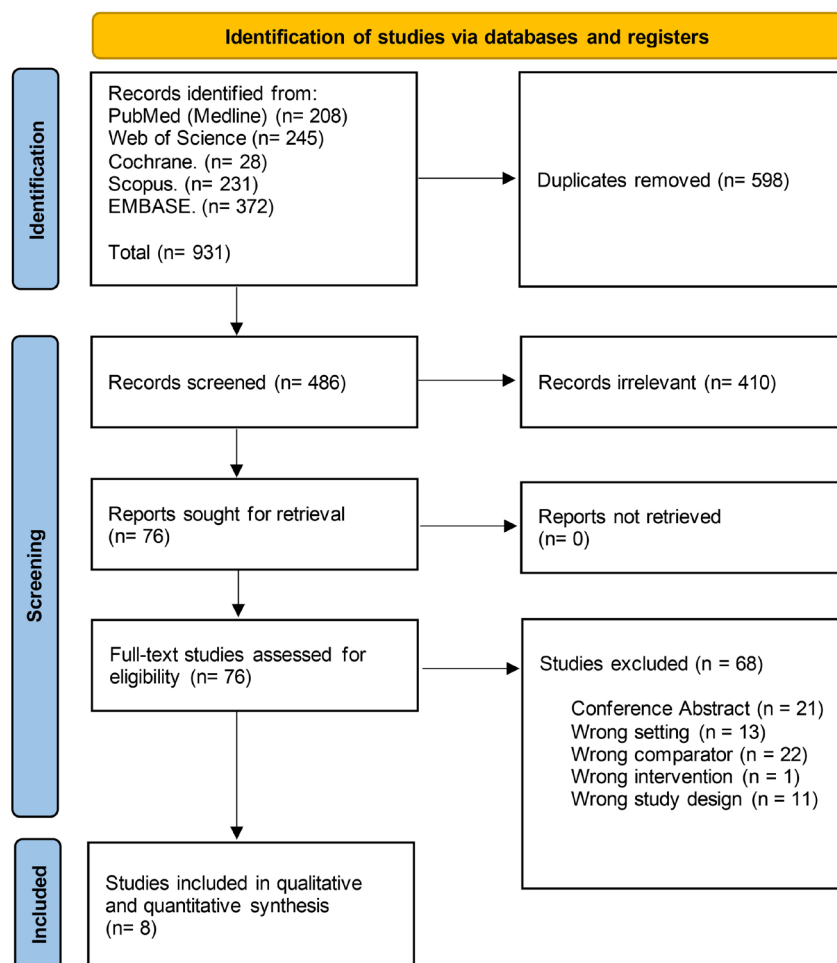 Identification of studies via databases and registers
Identification
Records identified from:
PubMed (Medline) (n= 208)
Web of Science (n= 245)
Cochrane. (n= 28)
Scopus. (n= 231)
EMBASE. (n= 372)
Total (n= 931)
Duplicates removed (n= 598)
Screening
Records screened (n= 486)
Records irrelevant (n= 410)
Reports sought for retrieval
(n= 76)
Reports not retrieved
(n= 0)
Full-text studies assessed for
eligibility (n= 76)
Studies excluded (n = 68)
Conference Abstract (n = 21)
Wrong setting (n = 13)
Wrong comparator (n = 22)
Wrong intervention (n = 1)
Wrong study design (n = 11)
Included
Studies included in qualitative
and quantitative synthesis
(n= 8)